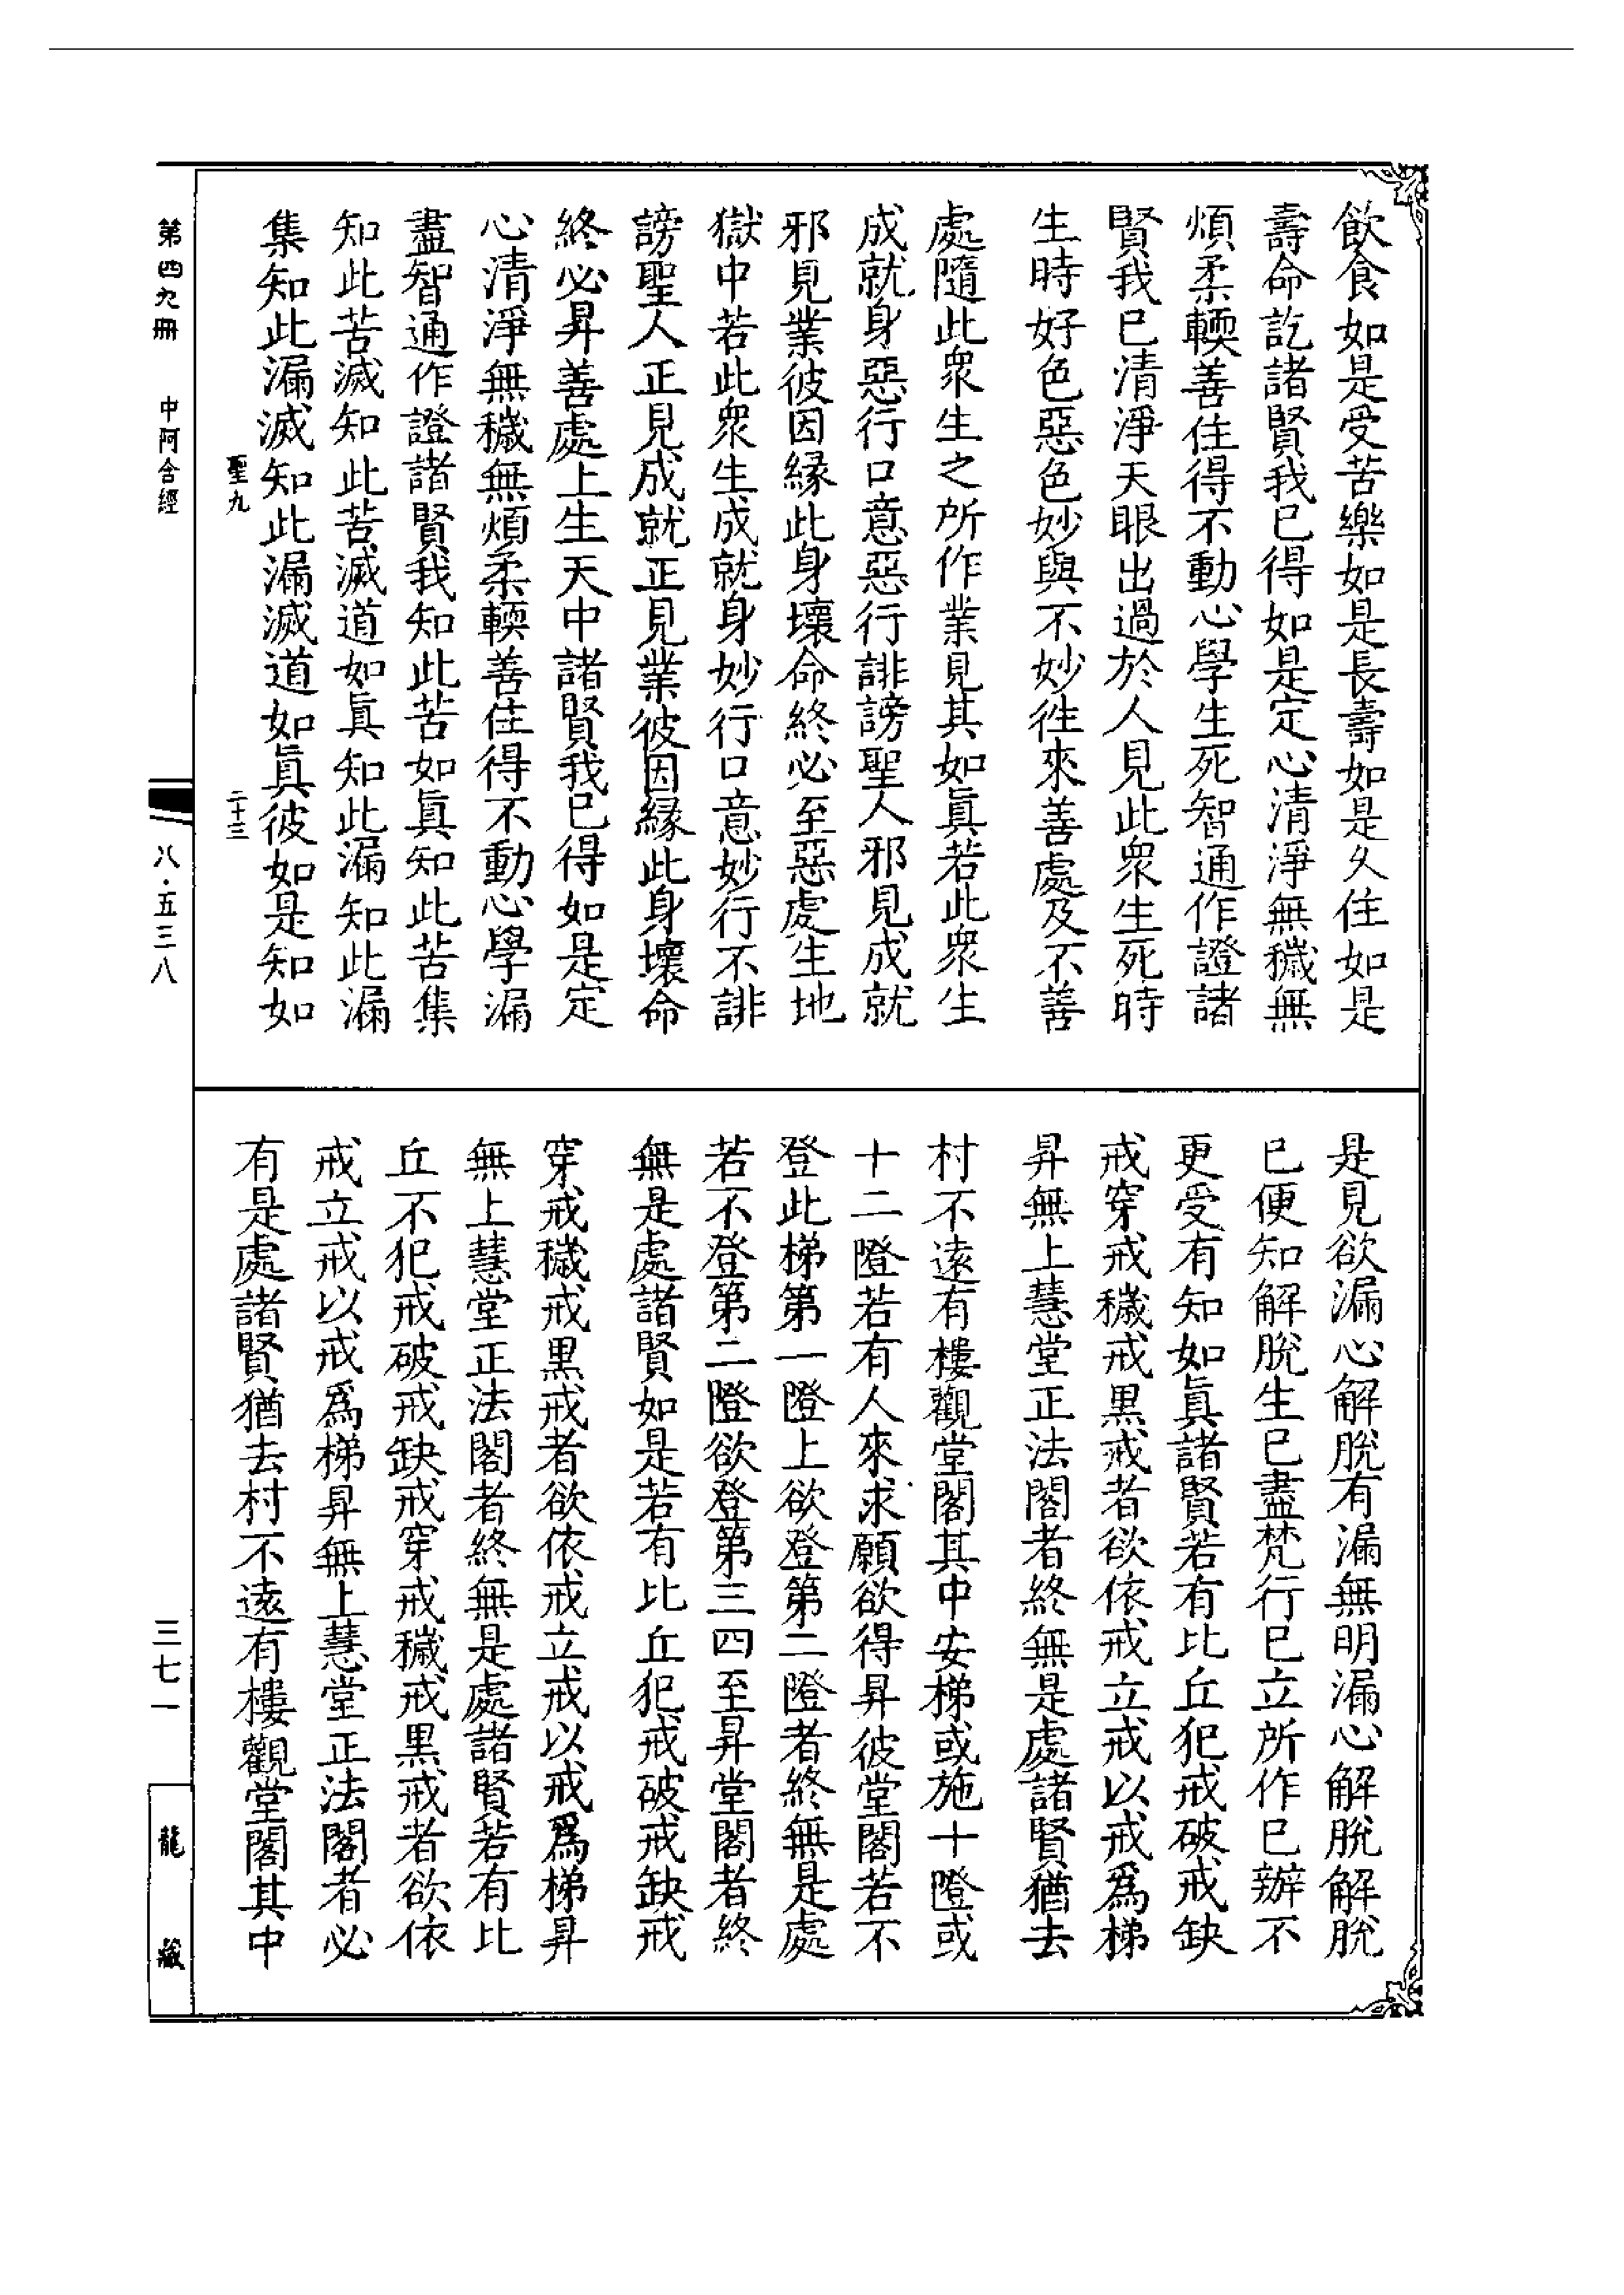 飲食如是受苦樂如是長壽如是久住如是
壽命訖諸賢我已得如是定心清淨無穢無
煩柔輭善住得不動心學生死智通作證諸
賢我已清淨天眼出過於人見此衆生死時
生時好色惡色妙與不妙徃來善處及不善
處隨此衆生之所作業見其如眞若此衆生
成就身惡行口意惡行誹謗聖人邪見成就
邪見業彼因緣此身壞命終必至惡處生地
獄中若此衆生成就身妙行口意妙行不誹
謗聖人正見成就正見業彼因緣此身壞命
終必昇善處上生天中諸賢我已得如是定
心清淨無穢無煩柔輭善住得不動心學漏
盡智通作證諸賢我知此苦如眞知此苦集
知此苦滅知此苦滅道如眞知此漏知此漏
集知此漏滅知此漏滅道如眞彼如是知如
是見欲漏心解脫有漏無明漏心解脫解脫
已便知解脫生已盡梵行已立所作已辦不
更受有知如眞諸賢若有比丘犯戒破戒缺
戒穿戒穢戒黑戒者欲依戒立戒以戒爲梯
昇無上慧堂正法閣者終無是處諸賢猶去
村不遠有樓觀堂閣其中安梯或施十隥或
十二隥若有人來求願欲得昇彼堂閣若不
登此梯第一隥上欲登第二隥者終無是處
若不登第二隥欲登第三四至昇堂閣者終
無是處諸賢如是若有比丘犯戒破戒缺戒
穿戒穢戒黑戒者欲依戒立戒以戒爲梯昇
無上慧堂正法閣者終無是處諸賢若有比
丘不犯戒破戒缺戒穿戒穢戒黑戒者欲依
戒立戒以戒爲梯昇無上慧堂正法閣者必
有是處諸賢猶去村不遠有樓觀堂閣其中
聖九
二十三
第四九冊
中阿含經
八·五三八
三七一
龍藏